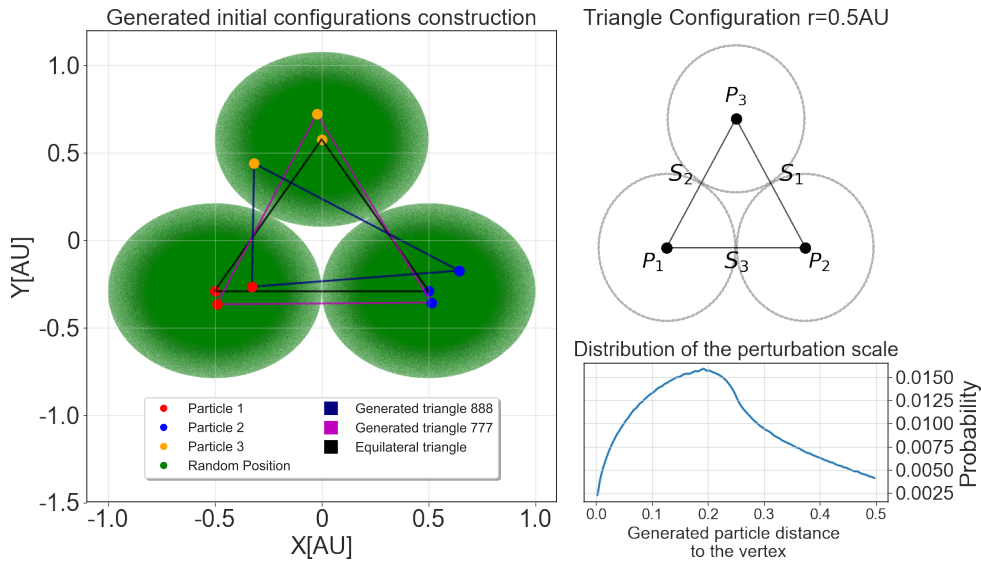 Generated initial configurations construction
Y[AU]
1.0
0.5
0
-0.5
-1.0
-1.5
-1.0
-0.5
0
0.5
1.0
X[AU]
Particle 1
Particle 2
Particle 3
Random Position
Generated triangle 888
Generated triangle 777
Equilateral triangle
Triangle Configuration r=0.5AU
P3
S2
S1
P1
S3
P2
Distribution of the perturbation scale
0.0150
0.0125
0.0100
0.0075
0.0050
0.0025
Probability
0.0
0.1
0.2
0.3
0.4
0.5
Generated particle distance
to the vertex